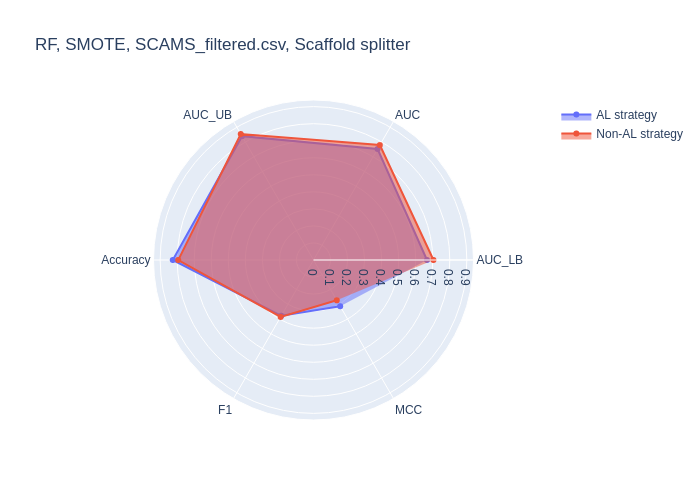 RF, SMOTE, SCAMS_filtered.csv, Scaffold splitter
AUC_UB
AUC
AL strategy
Non-AL strategy
Accuracy
AUC_LB
0
0.1
0.2
0.3
0.4
0.5
0.6
0.7
0.8
0.9
F1
MCC